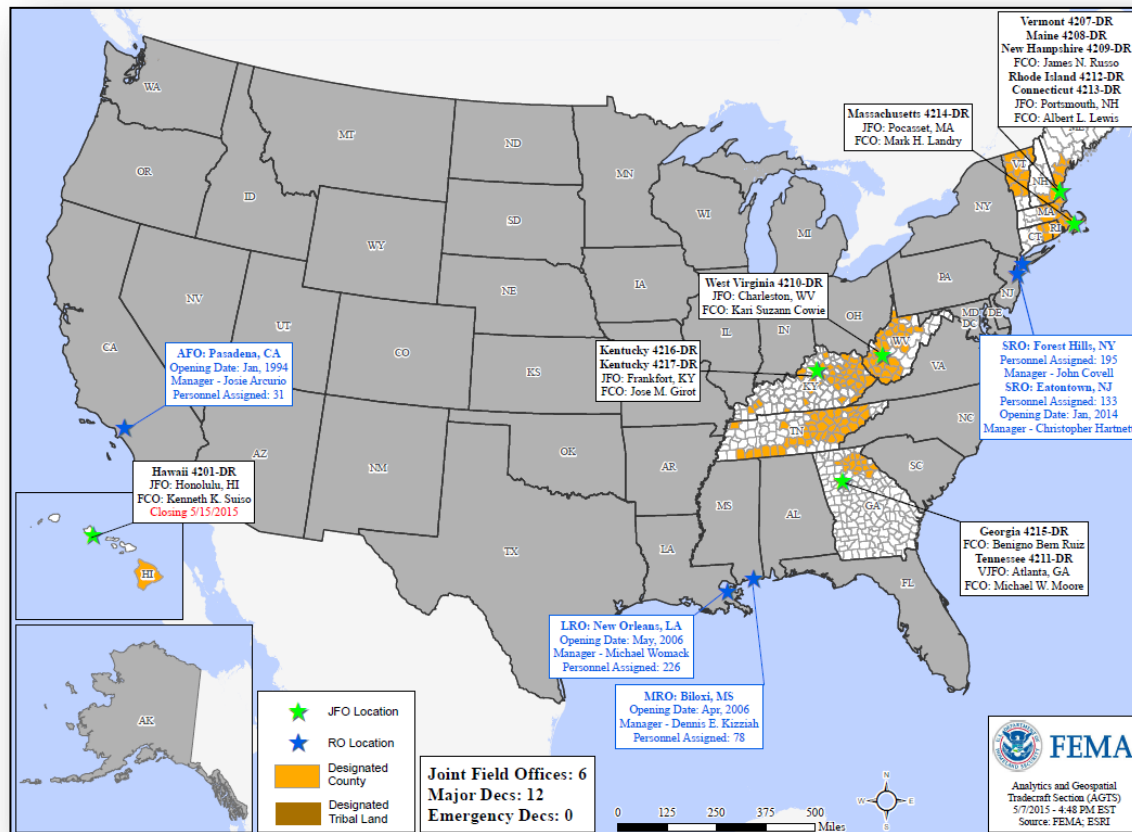 Vermont 4207-DR
Maine 4208-DR
New Hampshire 4209-DR
FCO: James N. Russo
Rhode Island 4212-DR
Connecticut 4213-DR
JFO: Portsmouth, NH
FCO: Albert L. Lewis
Massachusetts 4214-DR
JFO: Pocasset, MA
FCO: Mark H. Landry
WA
MT
ND
MN
OR
ID
SD
WI
MI
NY
VT
NH
MA
CT
RI
WY
NE
IA
PA
NJ
NV
UT
CO
KS
IL
IN
OH
MD
DC
DE
WV
VA
CA
KY
NC
TN
AZ
NM
OK
AR
SC
MS
AL
GA
TX
LA
FL
HI
AK
West Virginia 4210-DR
JFO: Charleston, WV
FCO: Kari Suzann Cowie
Kentucky 4216-DR
Kentucky 4217-DR
JFO: Frankfort, KY
FCO: Jose M. Girot
AFO: Pasadena, CA
Opening Date: Jan, 1994
Manager - Josie Arcurio
Personnel Assigned: 31
SRO: Forest Hills, NY
Personnel Assigned: 195
Manager - John Covell
SRO: Eatontown, NJ
Personnel Assigned: 133
Opening Date: Jan, 2014
Manager - Christopher Hartnett
Hawaii 4201-DR
JFO: Honolulu, HI
FCO: Kenneth K. Suiso
Closing 5/15/2015
Georgia 4215-DR
FCO: Benigno Bern Ruiz
Tennessee 4211-DR
VJFO: Atlanta, GA
FCO: Michael W. Moore
LRO: New Orleans, LA
Opening Date: May, 2006
Manager - Michael Womack
Personnel Assigned: 226
MRO: Biloxi, MS
Opening Date: Apr, 2006
Manager - Dennis E. Kizziah
Personnel Assigned: 78
JFO Location
RO Location
Designated
County
Designated
Tribal Land
Joint Field Offices: 6
Major Decs: 12
Emergency Decs: 0
N
W
E
S
0 125 250 375 500
Miles
FEMA
Analytics and Geospatial
Tradecraft Section (AGTS)
5/7/2015 - 4:48 PM EST
Source: FEMA; ESRI